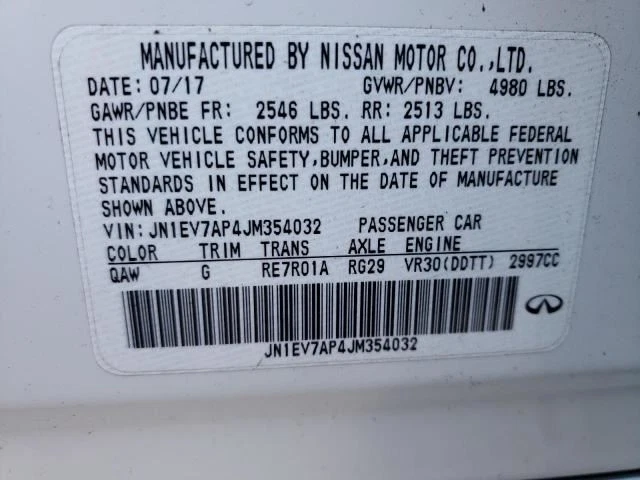 MANUFACTURED BY NISSAN MOTOR CO.,LTD.
DATE: 07/17 GVWR/PNBV: 4980 LBS.
GAWR/PNBE FR: 2546 LBS. RR: 2513 LBS.
THIS VEHICLE CONFORMS TO ALL APPLICABLE FEDERAL
MOTOR VEHICLE SAFETY,BUMPER,AND THEFT PREVENTION
STANDARDS IN EFFECT ON THE DATE OF MANUFACTURE
SHOWN ABOVE.
VIN:JN1EV7AP4JM354032 PASSENGER CAR
COLOR TRIM TRANS AXLE ENGINE
QAW G RE7R01A RG29 VR30(DDTT) 2997CC
JN1EV7AP4JM354032